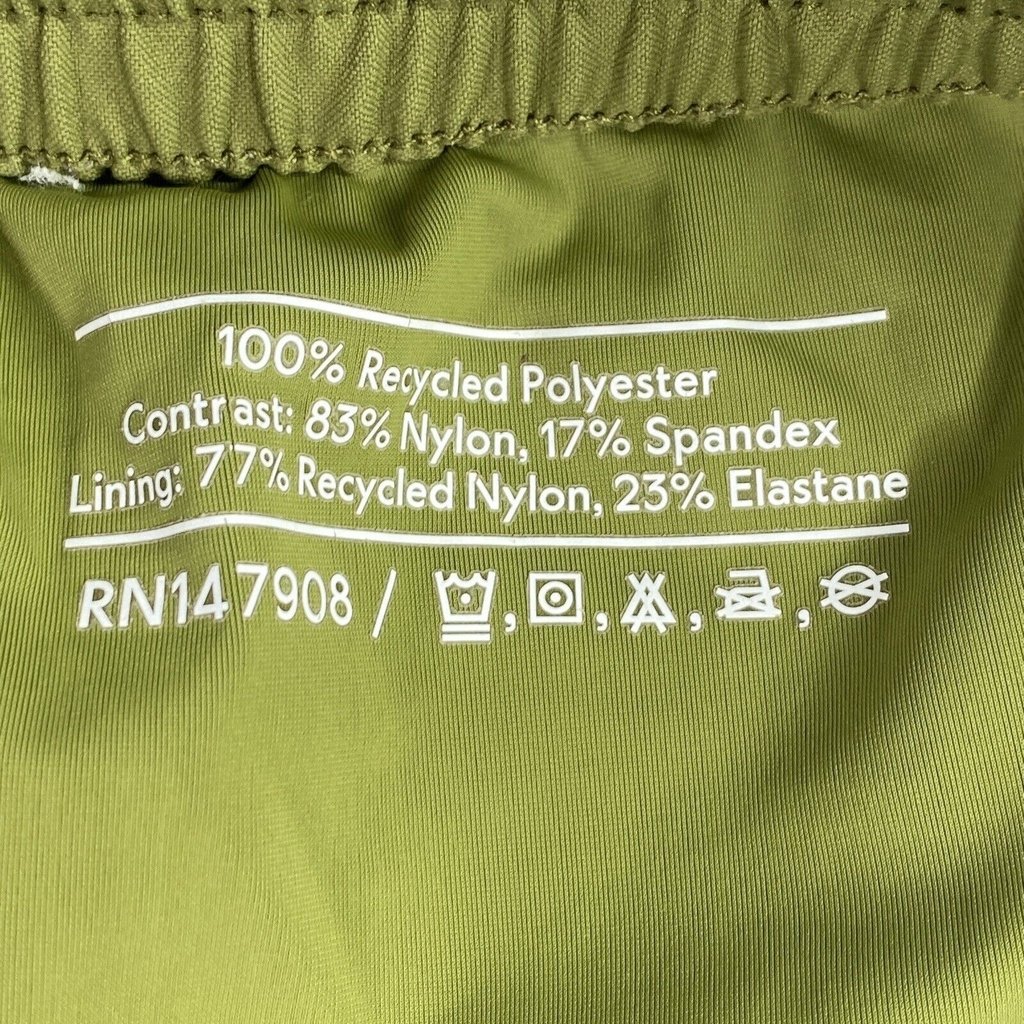 100% Recycled Polyester
Contrast: 83% Nylon, 17% Spandex
Lining: 77% Recycled Nylon, 23% Elastane
RN147908 / , , , ,